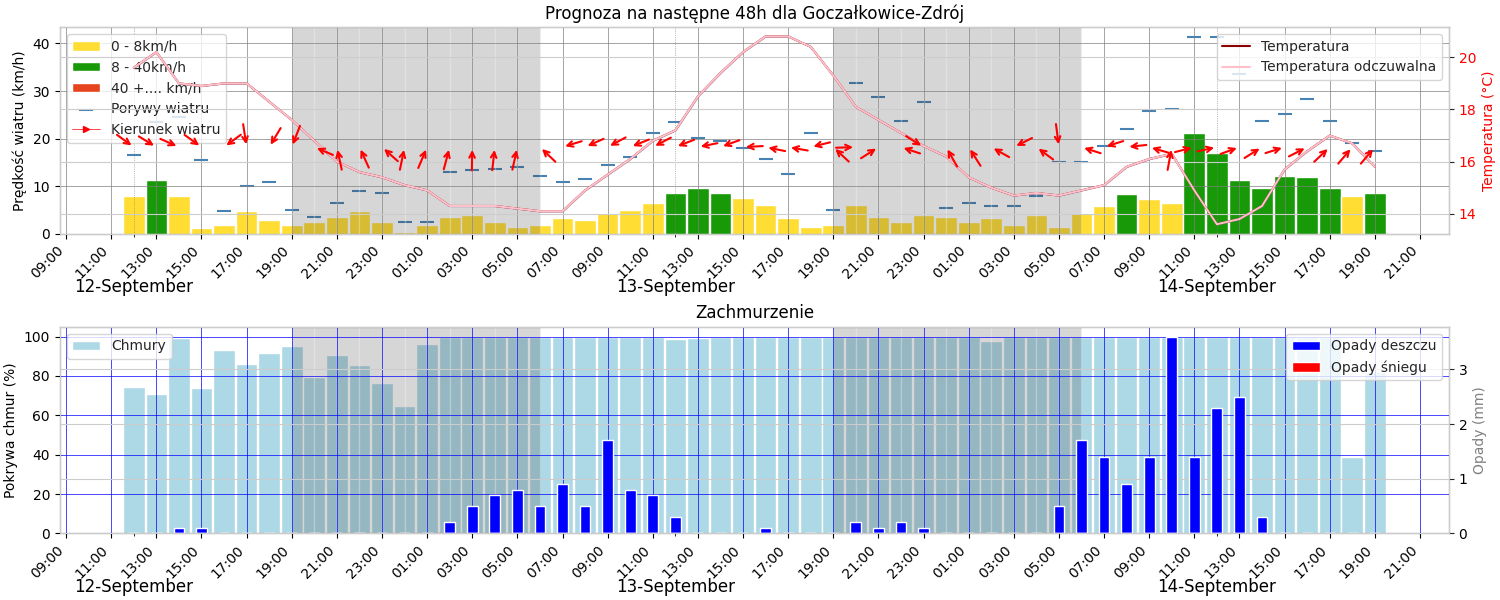 Prognoza na następne 48h dla Goczałkowice-Zdrój
Prędkość wiatru (km/h)
40
30
20
10
0
0 - 8km/h
8 - 40km/h
40 +.... km/h
Porywy wiatru
Kierunek wiatru
Temperatura
Temperatura odczuwalna
20
18
16
14
Temperatura (°C)
09:00 11:00 13:00 15:00 17:00 19:00 21:00 23:00 01:00 03:00 05:00 07:00 09:00 11:00 13:00 15:00 17:00 19:00 21:00 23:00 01:00 03:00 05:00 07:00 09:00 11:00 13:00 15:00 17:00 19:00 21:00
12-September 13-September 14-September
Zachmurzenie
Pokrywa chmur (%)
100
80
60
40
20
0
Chmury
Opady deszczu
Opady śniegu
3
2
1
0
Opady (mm)
09:00 11:00 13:00 15:00 17:00 19:00 21:00 23:00 01:00 03:00 05:00 07:00 09:00 11:00 13:00 15:00 17:00 19:00 21:00 23:00 01:00 03:00 05:00 07:00 09:00 11:00 13:00 15:00 17:00 19:00 21:00
12-September 13-September 14-September